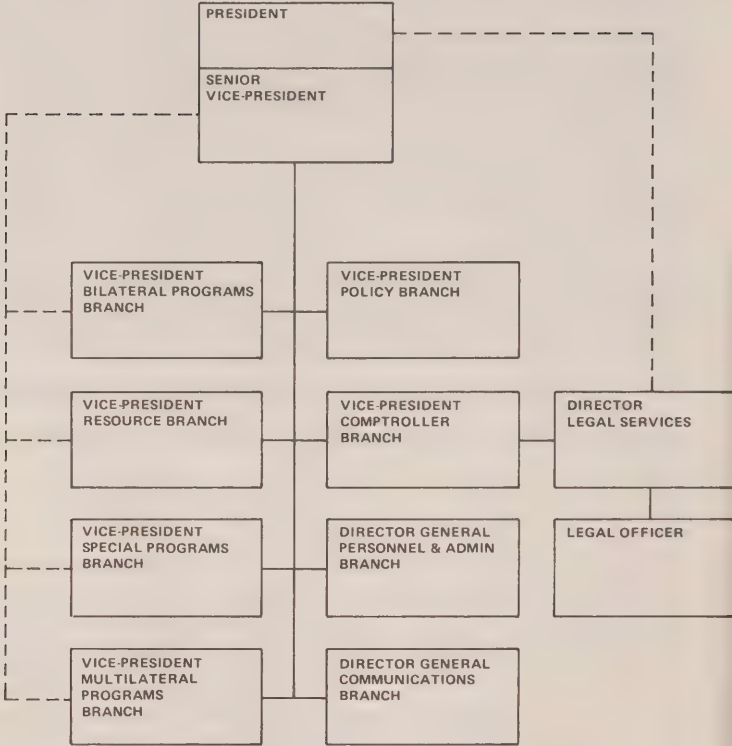 PRESIDENT
SENIOR
VICE-PRESIDENT
VICE-PRESIDENT
BILATERAL PROGRAMS
BRANCH
VICE-PRESIDENT
POLICY BRANCH
VICE-PRESIDENT
RESOURCE BRANCH
VICE-PRESIDENT
COMPTROLLER
BRANCH
DIRECTOR
LEGAL SERVICES
VICE-PRESIDENT
SPECIAL PROGRAMS
BRANCH
DIRECTOR GENERAL
PERSONNEL & ADMIN
BRANCH
LEGAL OFFICER
VICE-PRESIDENT
MULTILATERAL
PROGRAMS
BRANCH
DIRECTOR GENERAL
COMMUNICATIONS
BRANCH